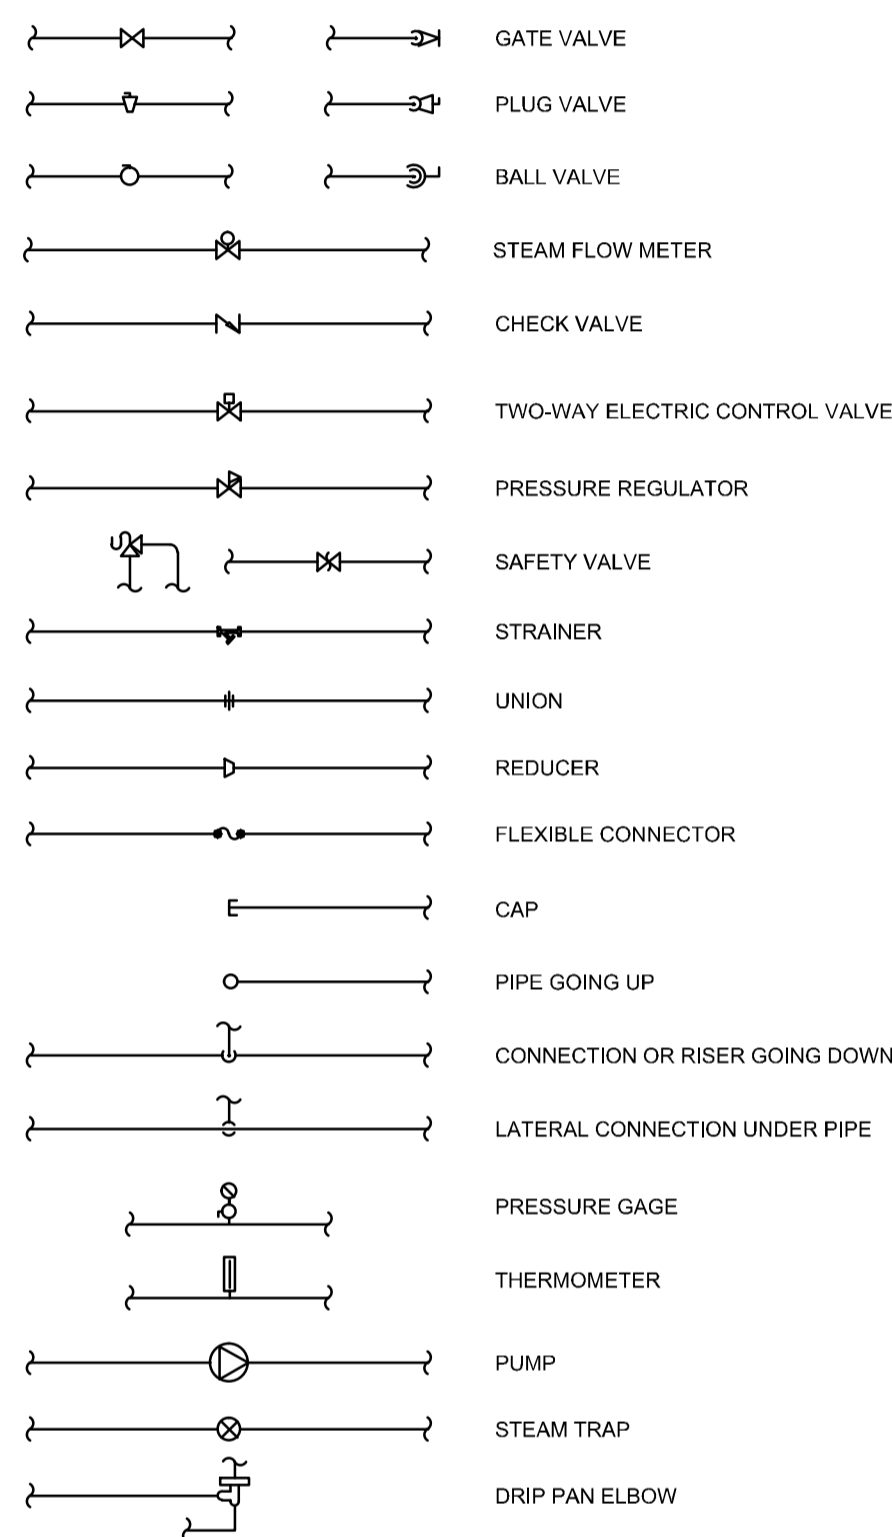 GATE VALVE
PLUG VALVE
BALL VALVE
STEAM FLOW METER
CHECK VALVE
TWO-WAY ELECTRIC CONTROL VALVE
PRESSURE REGULATOR
SAFETY VALVE
STRAINER
UNION
REDUCER
FLEXIBLE CONNECTOR
CAP
PIPE GOING UP
CONNECTION OR RISER GOING DOWN
LATERAL CONNECTION UNDER PIPE
PRESSURE GAGE
THERMOMETER
PUMP
STEAM TRAP
DRIP PAN ELBOW